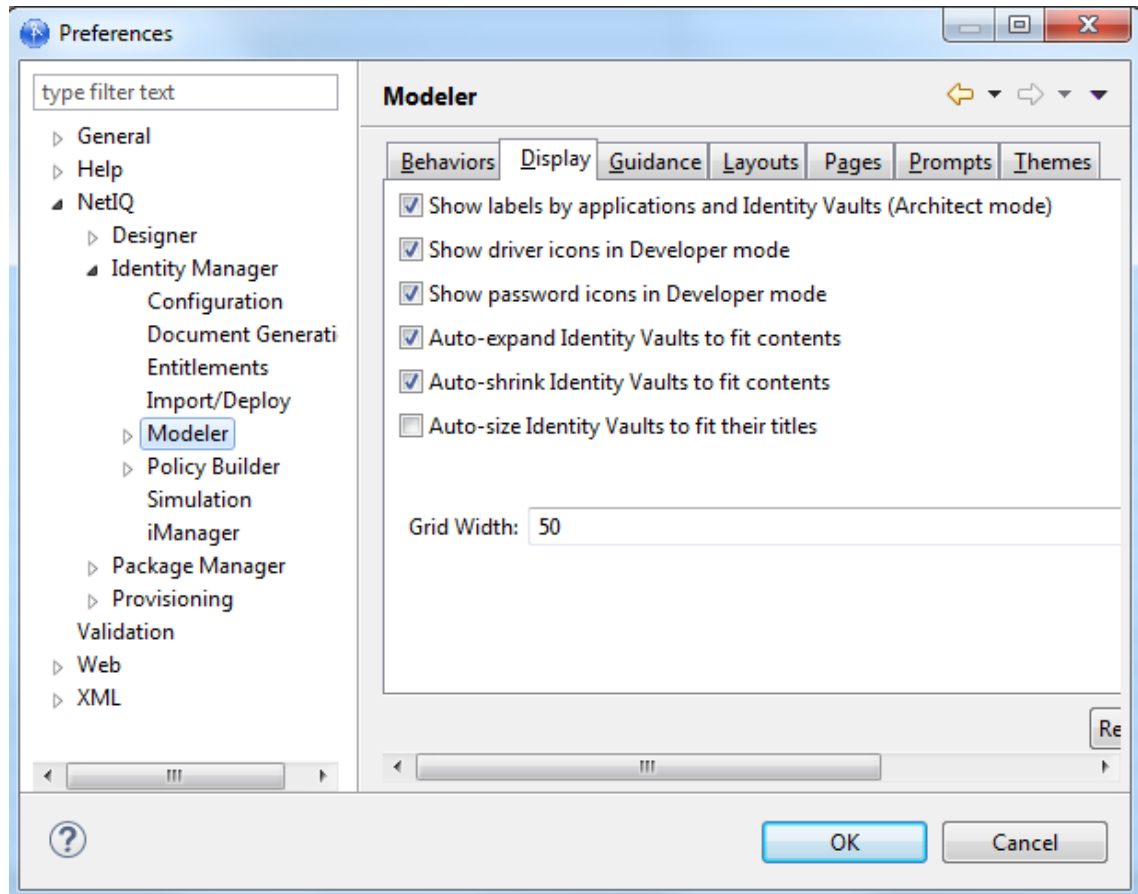 Preferences
type filter text
General
Help
NetIQ
Designer
Identity Manager
Configuration
Document Generati
Entitlements
Import/Deploy
Modeler
Policy Builder
Simulation
iManager
Package Manager
Provisioning
Validation
Web
XML
Modeler
Behaviors Display Guidance Layouts Pages Prompts Themes
Show labels by applications and Identity Vaults (Architect mode)
Show driver icons in Developer mode
Show password icons in Developer mode
Auto-expand Identity Vaults to fit contents
Auto-shrink Identity Vaults to fit contents
Auto-size Identity Vaults to fit their titles
Grid Width: 50
Re
OK Cancel